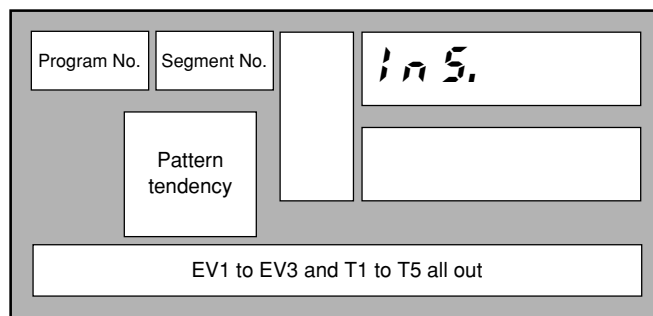 Program No.
Segment No.
InS.
Pattern
tendency
EV1 to EV3 and T1 to T5 all out